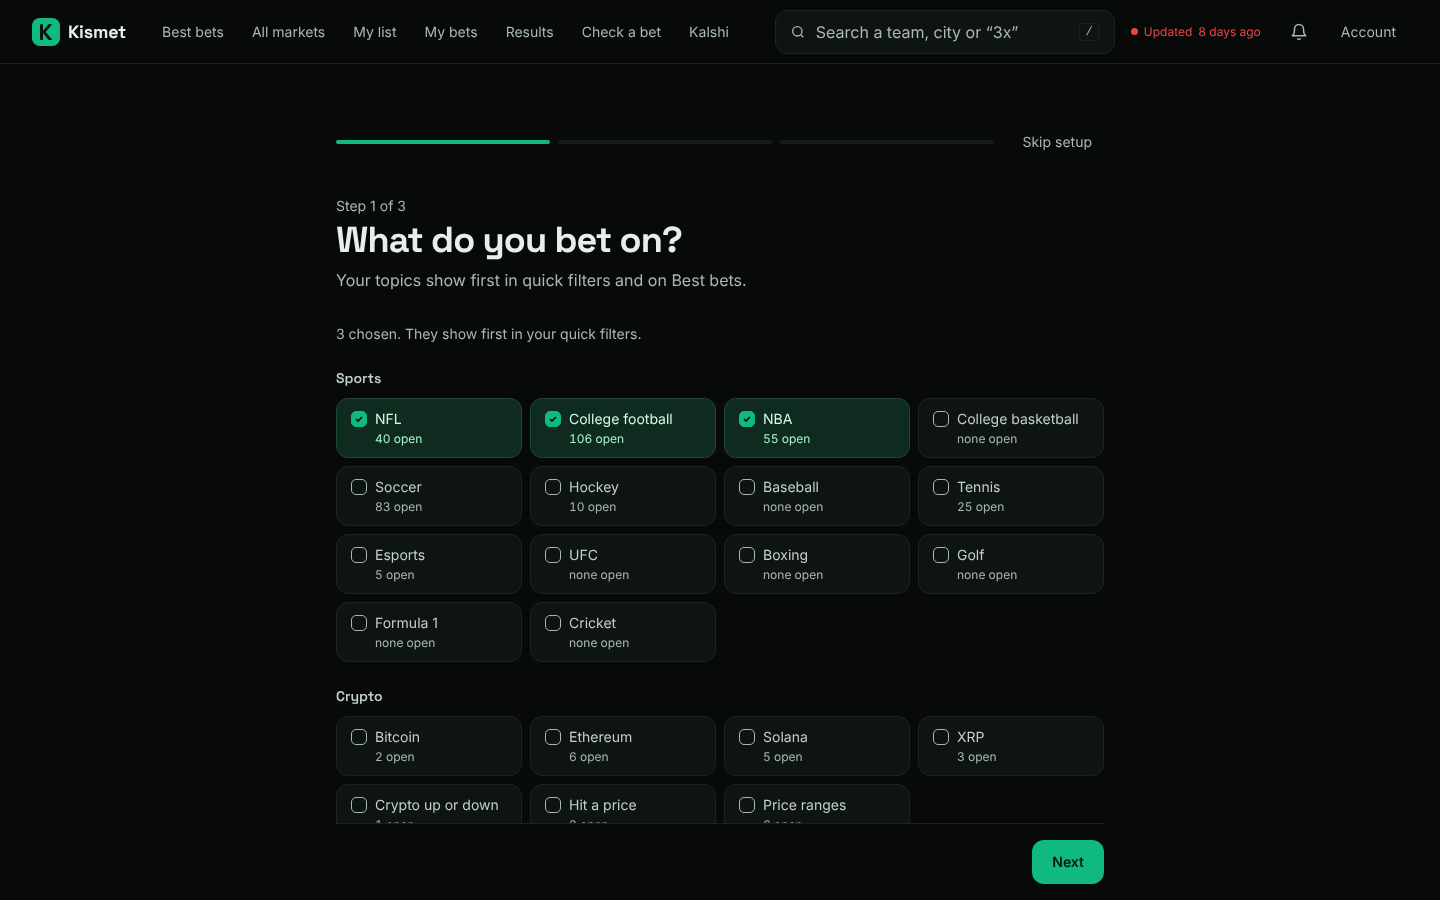 K Kismet Best bets All markets My list My bets Results Check a bet Kalshi Search a team, city or “3x” / Updated 8 days ago Account
Skip setup
Step 1 of 3
What do you bet on?
Your topics show first in quick filters and on Best bets.
3 chosen. They show first in your quick filters.
Sports
NFL College football NBA College basketball
40 open 106 open 55 open none open
Soccer Hockey Baseball Tennis
83 open 10 open none open 25 open
Esports UFC Boxing Golf
5 open none open none open none open
Formula 1 Cricket
none open none open
Crypto
Bitcoin Ethereum Solana XRP
2 open 6 open 5 open 3 open
Crypto up or down Hit a price Price ranges
Next